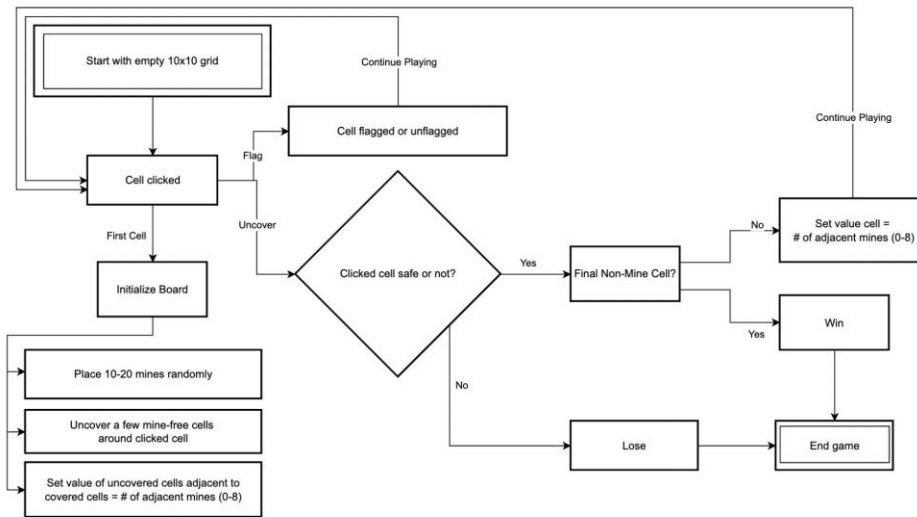 Start with empty 10x10 grid
Continue Playing
Cell flagged or unflagged
Continue Playing
Flag
Cell clicked
Uncover
First Cell
Set value cell =
# of adjacent mines (0-8)
No
Clicked cell safe or not?
Yes
Final Non-Mine Cell?
Initialize Board
Win
Yes
Place 10-20 mines randomly
No
Uncover a few mine-free cells
around clicked cell
Lose
End game
Set value of uncovered cells adjacent to
covered cells = # of adjacent mines (0-8)